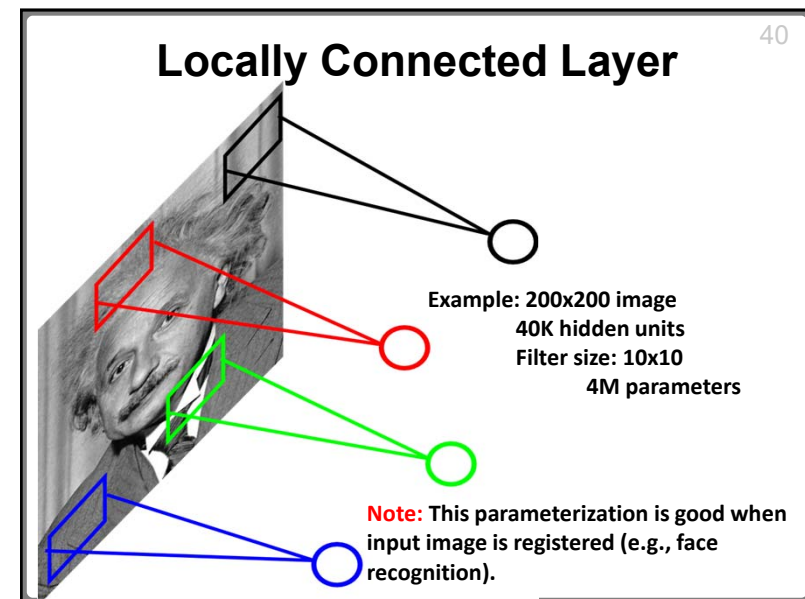 40
Locally Connected Layer
Example: 200x200 image
40K hidden units
Filter size: 10x10
4M parameters
Note: This parameterization is good when
input image is registered (e.g., face
recognition).